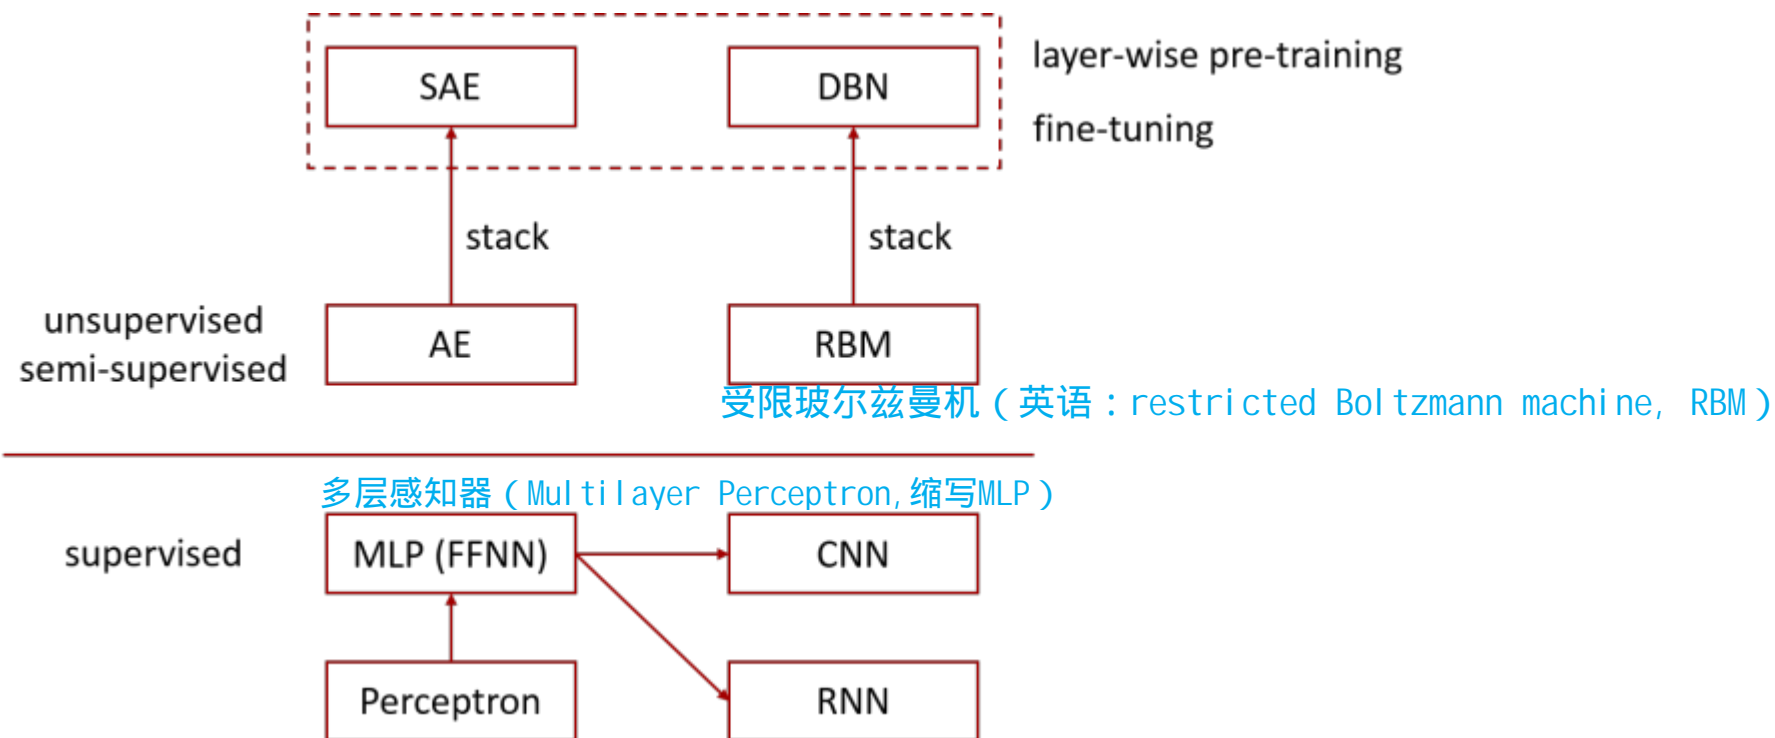 SAE
DBN
layer-wise pre-training
fine-tuning
stack
stack
unsupervised
semi-supervised
AE
RBM
受限玻尔兹曼机（英语：restricted Boltzmann machine, RBM）
多层感知器（Multilayer Perceptron,缩写MLP）
supervised
MLP (FFNN)
CNN
Perceptron
RNN